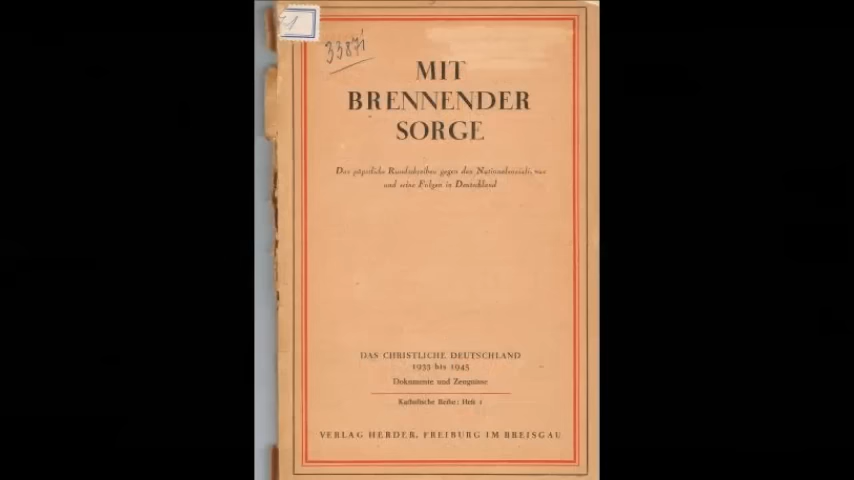 1
33871
MIT
BRENNENDER
SORGE
Das päpstliche Rundschreiben gegen den Nationalsozialismus
und seine Folgen in Deutschland
DAS CHRISTLICHE DEUTSCHLAND
1933 bis 1945
Dokumente und Zeugnisse
Katholische Reihe: Heft 1
VERLAG HERDER, FREIBURG IM BREISGAU